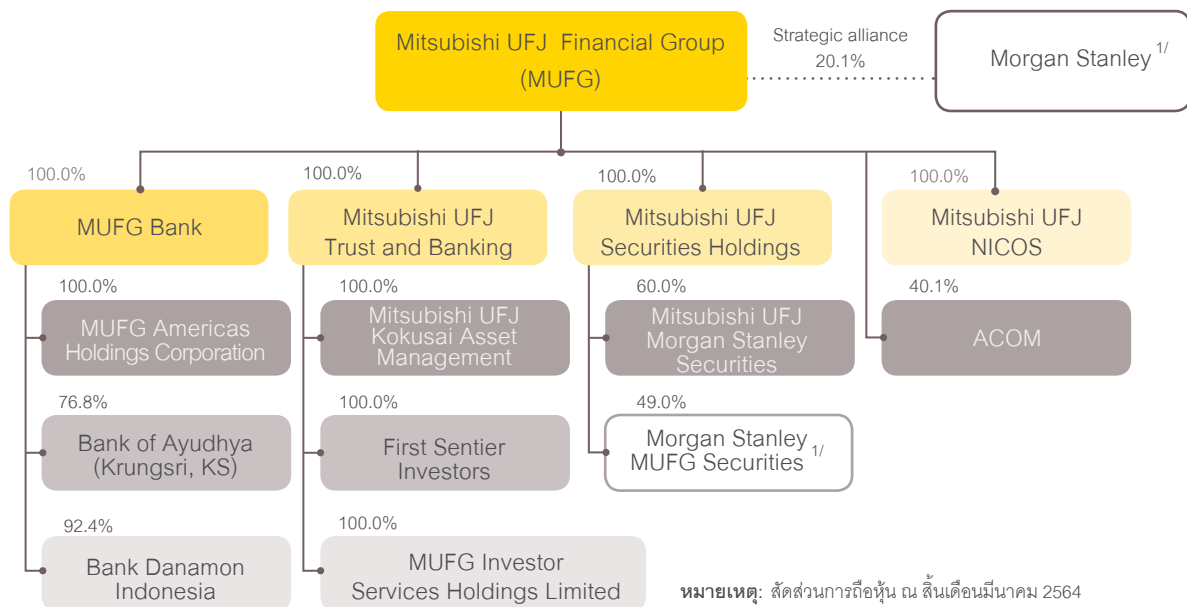 Mitsubishi UFJ Financial Group
(MUFG)
Strategic alliance
20.1%
Morgan Stanley 1/
100.0%
MUFG Bank
100.0%
Mitsubishi UFJ
Trust and Banking
100.0%
Mitsubishi UFJ
Securities Holdings
100.0%
Mitsubishi UFJ
NICOS
100.0%
MUFG Americas
Holdings Corporation
100.0%
Mitsubishi UFJ
Kokusai Asset
Management
60.0%
Mitsubishi UFJ
Morgan Stanley
Securities
40.1%
ACOM
76.8%
Bank of Ayudhya
(Krungsri, KS)
100.0%
First Sentier
Investors
49.0%
Morgan Stanley
MUFG Securities 1/
92.4%
Bank Danamon
Indonesia
100.0%
MUFG Investor
Services Holdings Limited
หมายเหตุ: สัดส่วนการถือหุ้น ณ สิ้นเดือนมีนาคม 2564